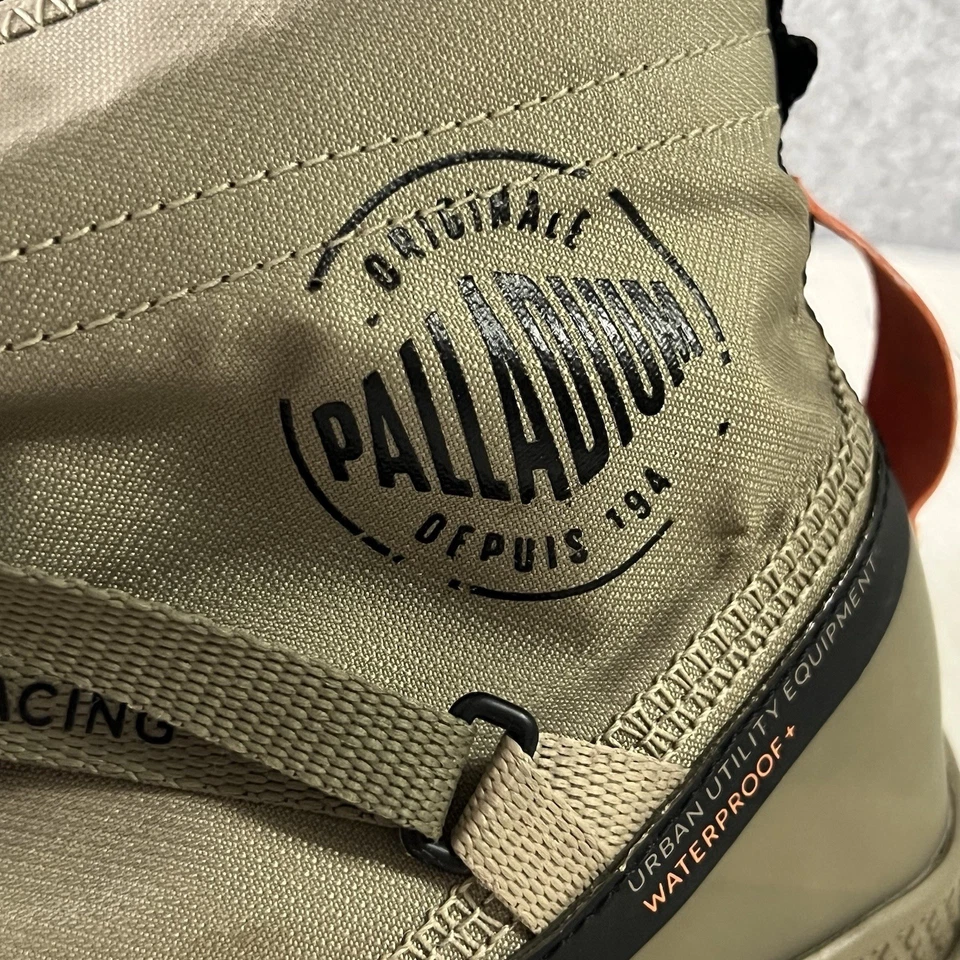 ORIGINALE
PALLADIUM
DEPUIS 194
ACING
URBAN UTILITY EQUIPMENT
WATERPROOF+